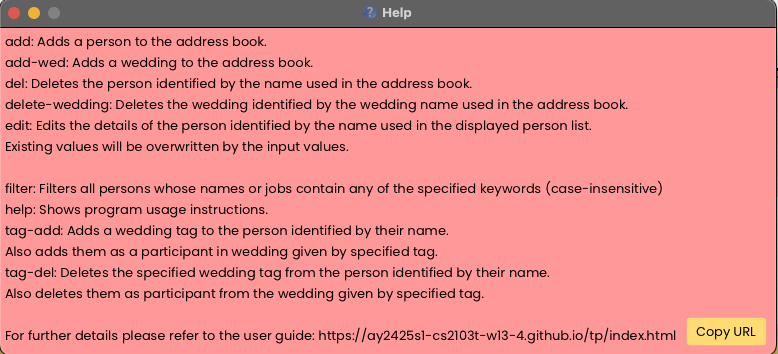 Help
add: Adds a person to the address book.
add-wed: Adds a wedding to the address book.
del: Deletes the person identified by the name used in the address book.
delete-wedding: Deletes the wedding identified by the wedding name used in the address book.
edit: Edits the details of the person identified by the name used in the displayed person list.
Existing values will be overwritten by the input values.
filter: Filters all persons whose names or jobs contain any of the specified keywords (case-insensitive)
help: Shows program usage instructions.
tag-add: Adds a wedding tag to the person identified by their name.
Also adds them as a participant in wedding given by specified tag.
tag-del: Deletes the specified wedding tag from the person identified by their name.
Also deletes them as participant from the wedding given by specified tag.
For further details please refer to the user guide: https://ay2425s1-cs2103t-w13-4.github.io/tp/index.html
Copy URL